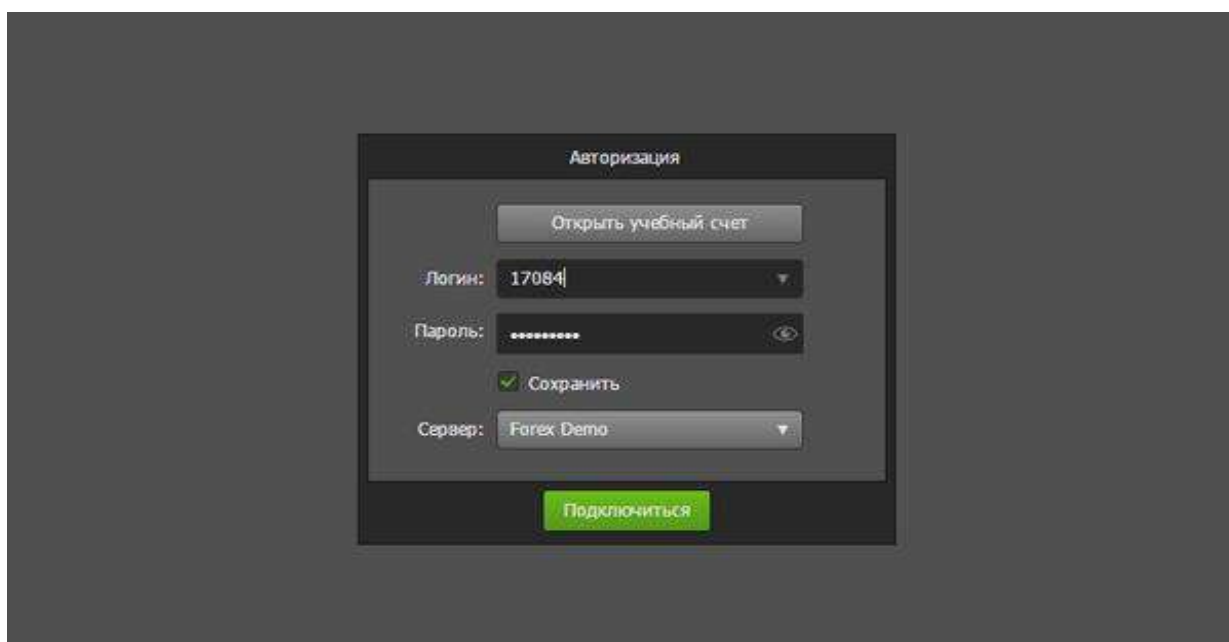 Авторизация
Открыть учебный счет
Логин: 17084
Пароль: •••••••••
Сохранить
Сервер: Forex Demo
Подключиться